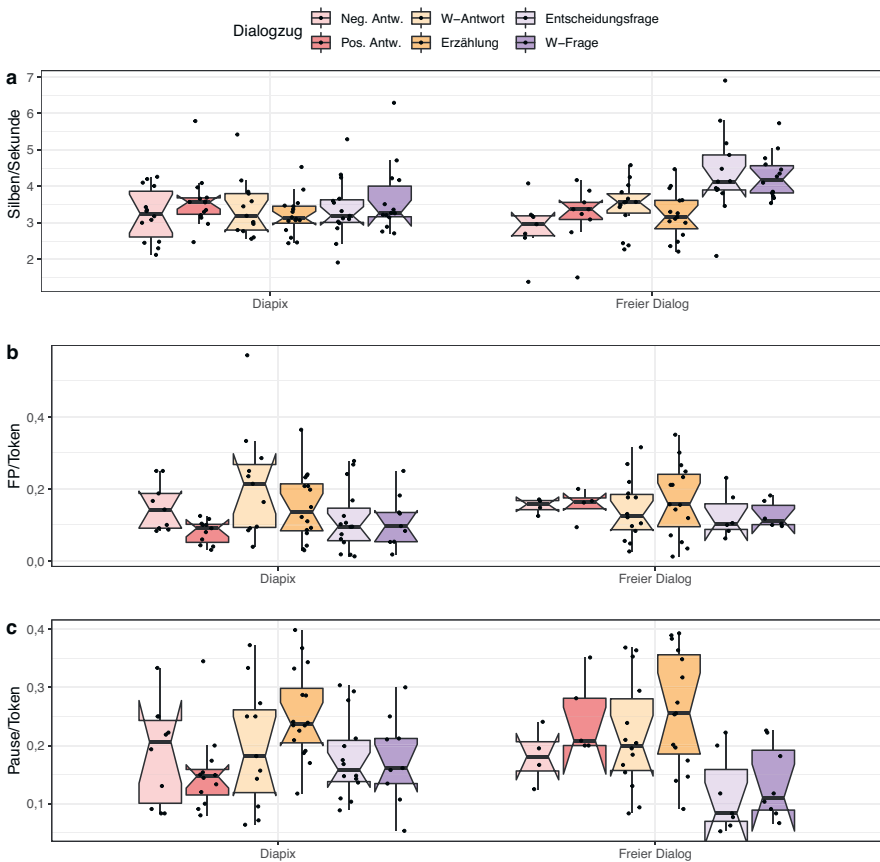 Dialogzug
Neg. Antw. W−Antwort Entscheidungsfrage
Pos. Antw. Erzählung W−Frage
a
Silben/Sekunde
7
6
5
4
3
2
Diapix Freier Dialog
b
FP/Token
0,4
0,2
0,0
Diapix Freier Dialog
c
Pause/Token
0,4
0,3
0,2
0,1
Diapix Freier Dialog